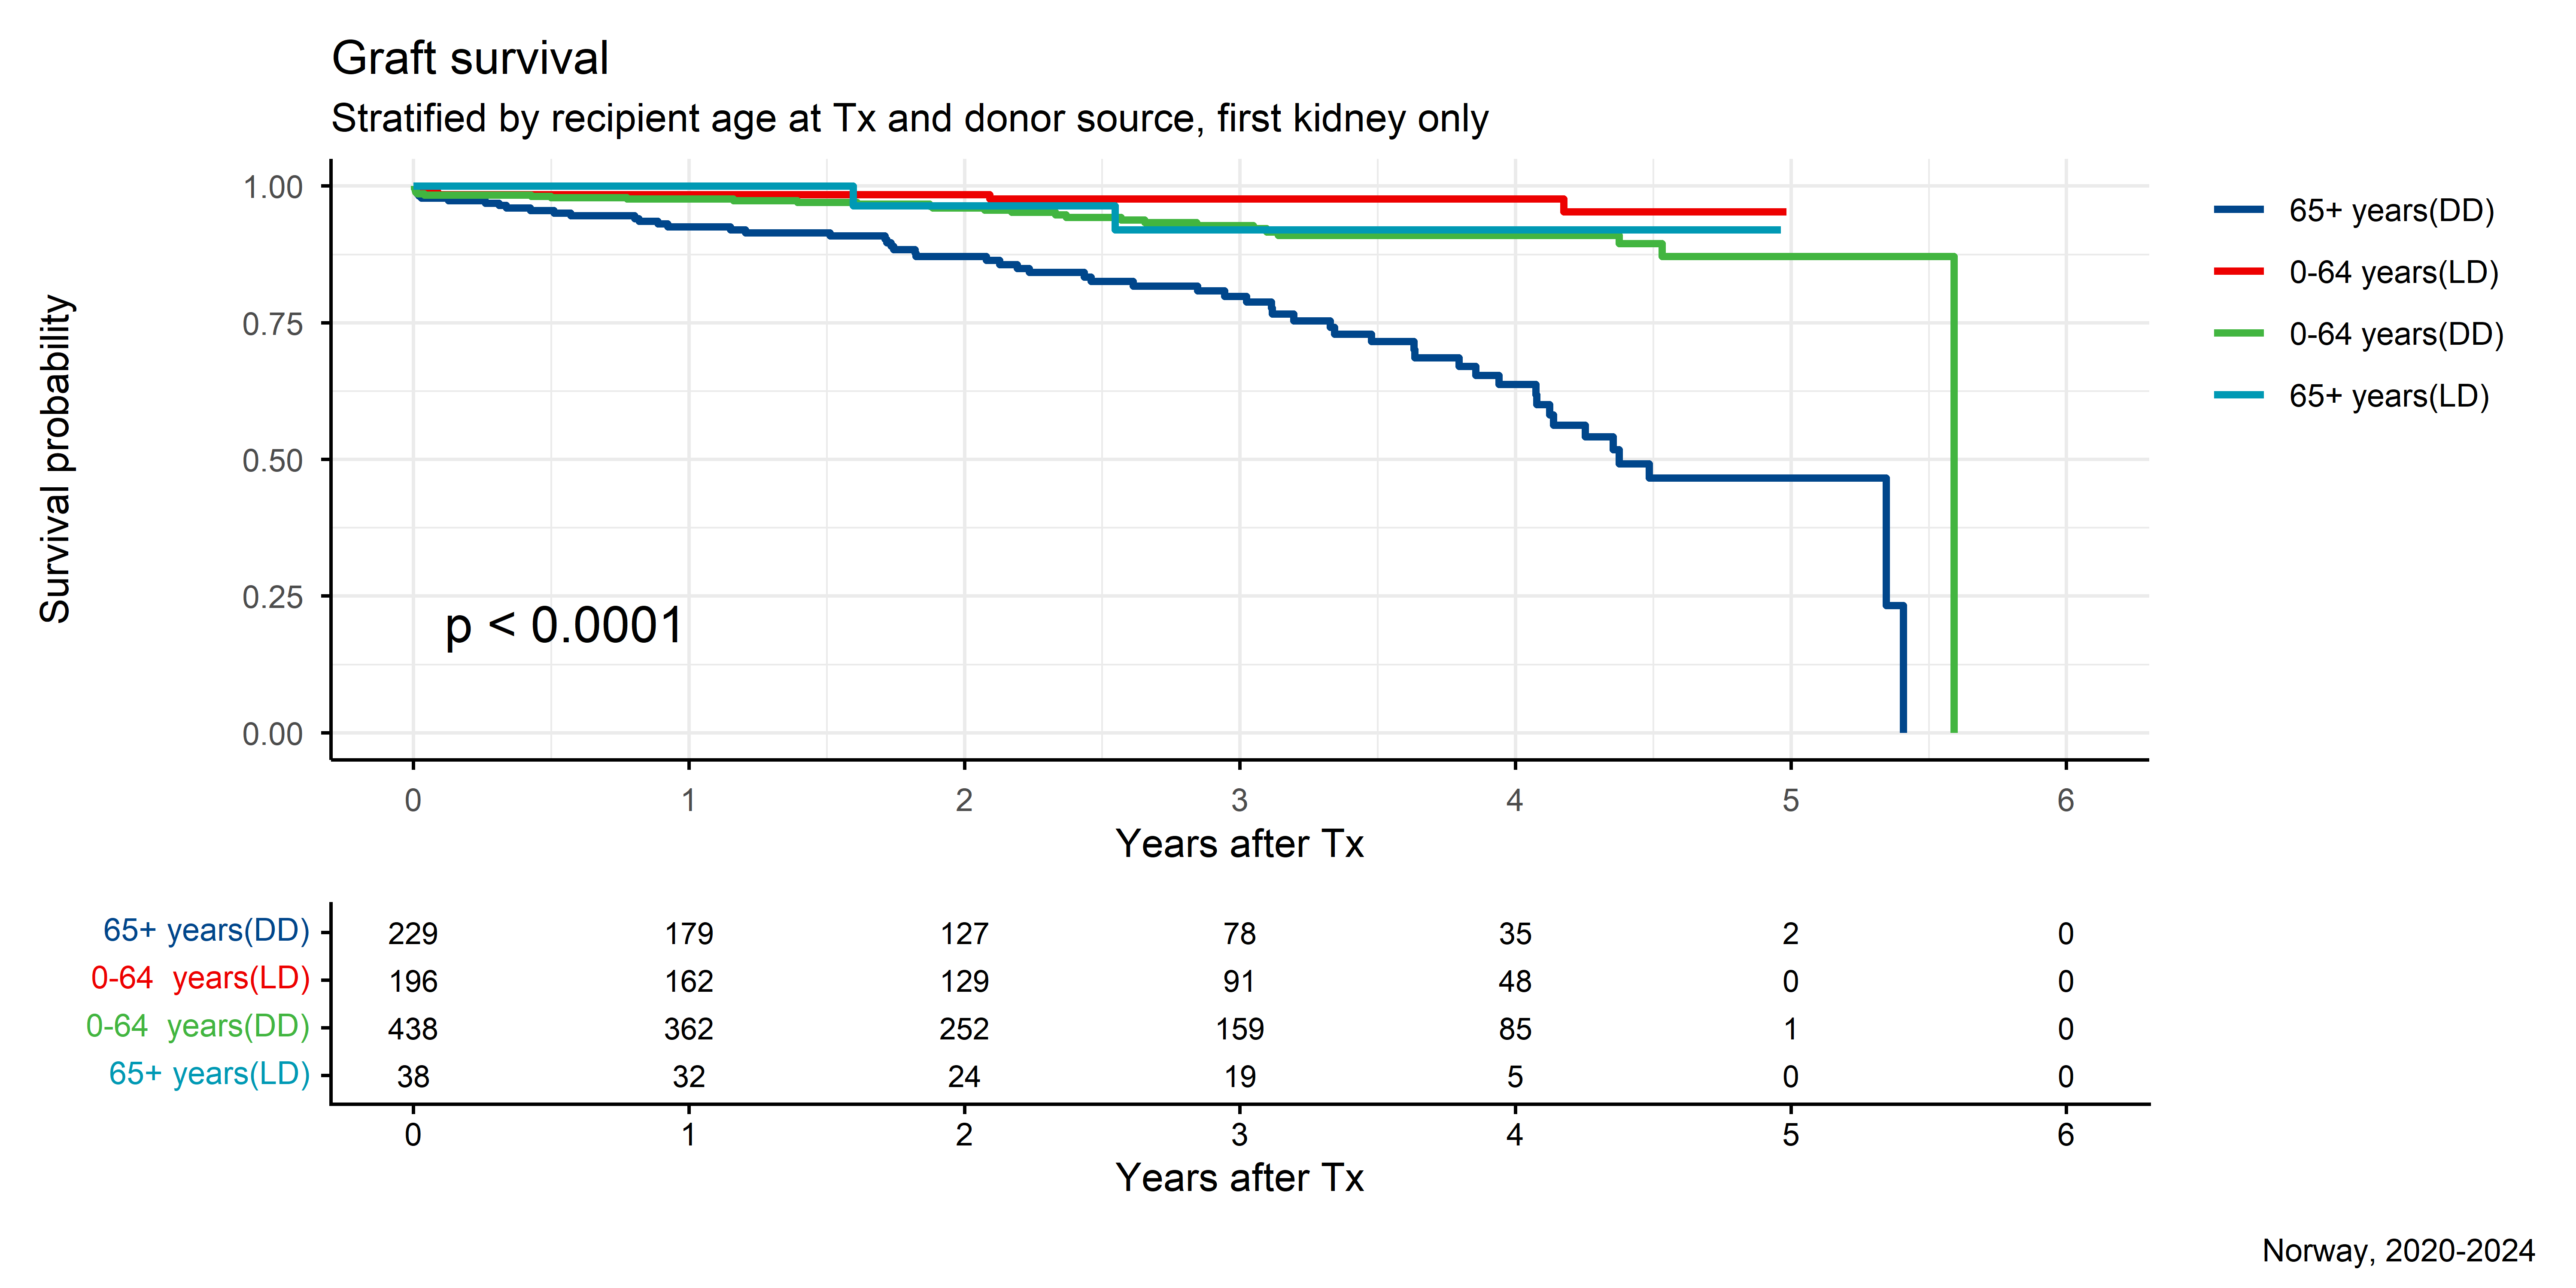 Graft survival
Stratified by recipient age at Tx and donor source, first kidney only
Survival probability
1.00
0.75
0.50
0.25
0.00
p < 0.0001
0 1 2 3 4 5 6
Years after Tx
65+ years(DD)
0-64 years(LD)
0-64 years(DD)
65+ years(LD)
65+ years(DD) 229 179 127 78 35 2 0
0-64 years(LD) 196 162 129 91 48 0 0
0-64 years(DD) 438 362 252 159 85 1 0
65+ years(LD) 38 32 24 19 5 0 0
0 1 2 3 4 5 6
Years after Tx
Norway, 2020-2024